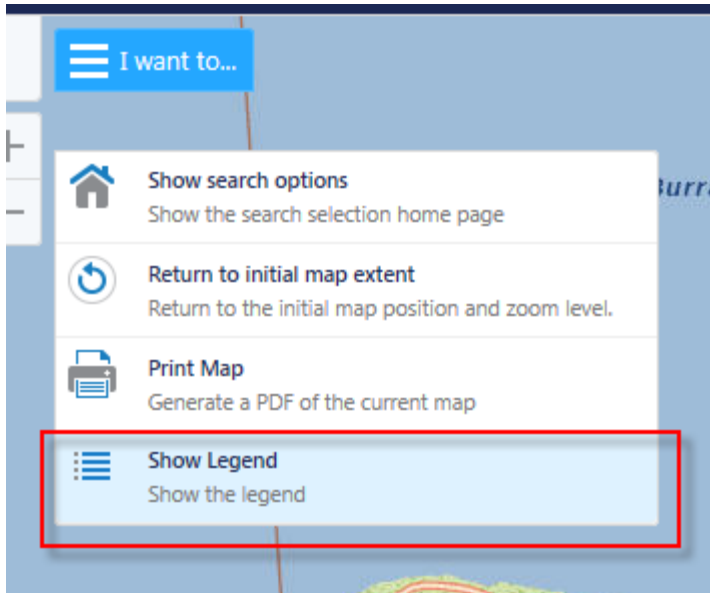 I want to...
Show search options
Show the search selection home page
Return to initial map extent
Return to the initial map position and zoom level.
Print Map
Generate a PDF of the current map
Show Legend
Show the legend